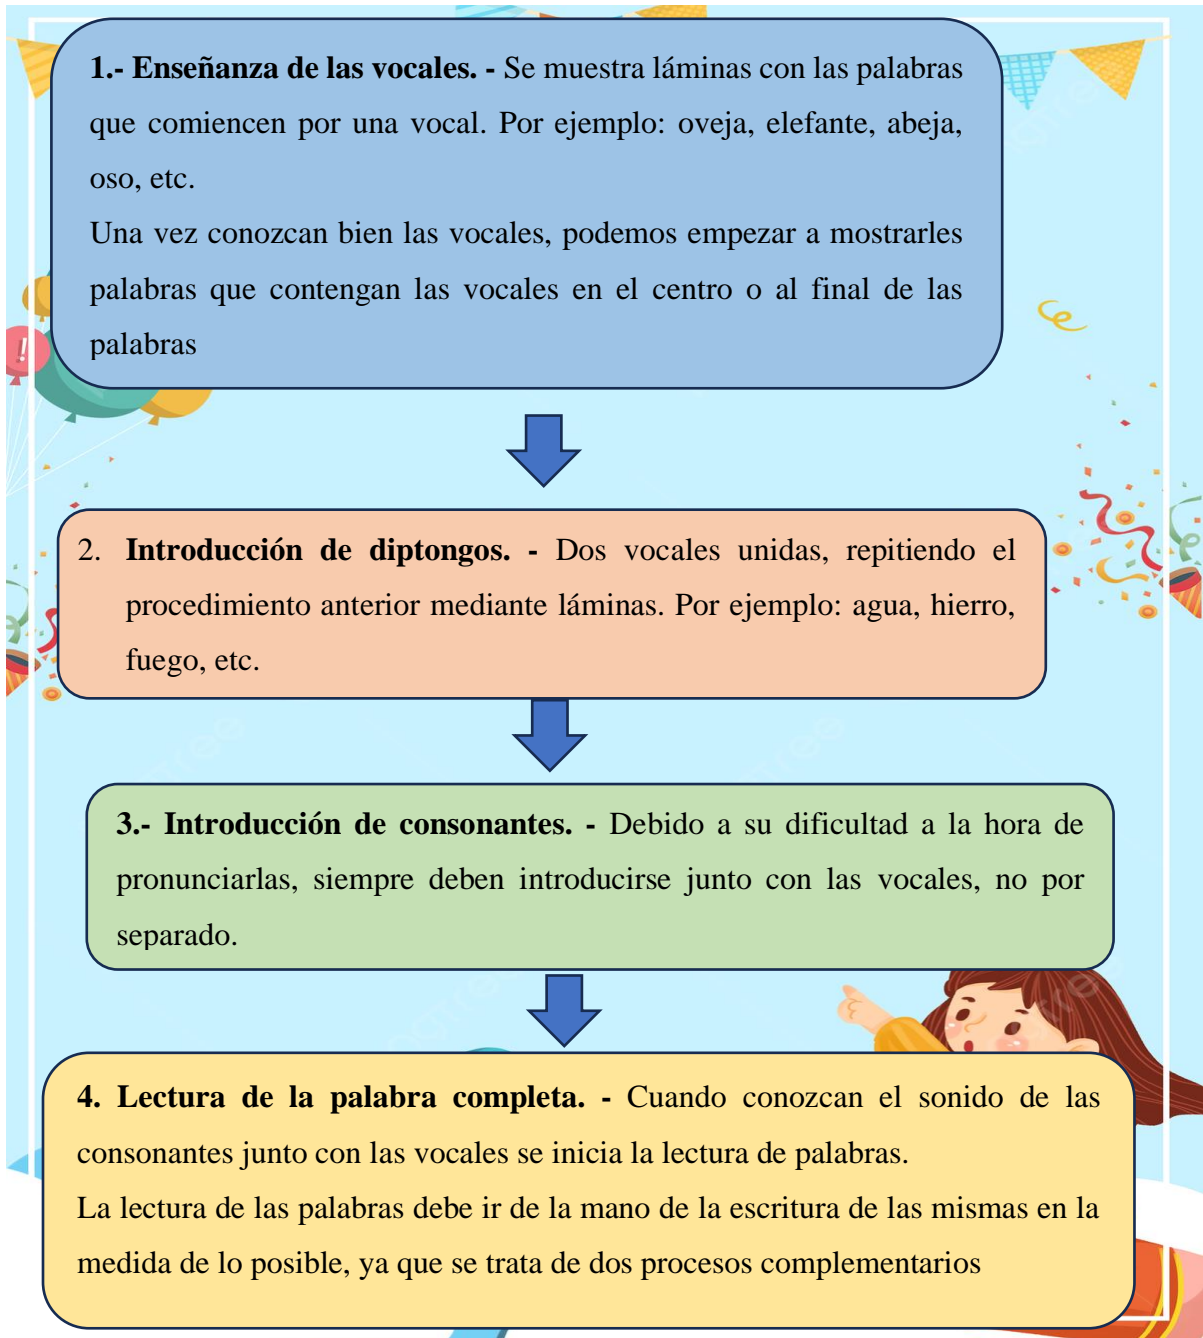 1.- Enseñanza de las vocales. - Se muestra láminas con las palabras
que comiencen por una vocal. Por ejemplo: oveja, elefante, abeja,
oso, etc.
Una vez conozcan bien las vocales, podemos empezar a mostrarles
palabras que contengan las vocales en el centro o al final de las
palabras
2. Introducción de diptongos. - Dos vocales unidas, repitiendo el
procedimiento anterior mediante láminas. Por ejemplo: agua, hierro,
fuego, etc.
3.- Introducción de consonantes. - Debido a su dificultad a la hora de
pronunciarlas, siempre deben introducirse junto con las vocales, no por
separado.
4. Lectura de la palabra completa. - Cuando conozcan el sonido de las
consonantes junto con las vocales se inicia la lectura de palabras.
La lectura de las palabras debe ir de la mano de la escritura de las mismas en la
medida de lo posible, ya que se trata de dos procesos complementarios